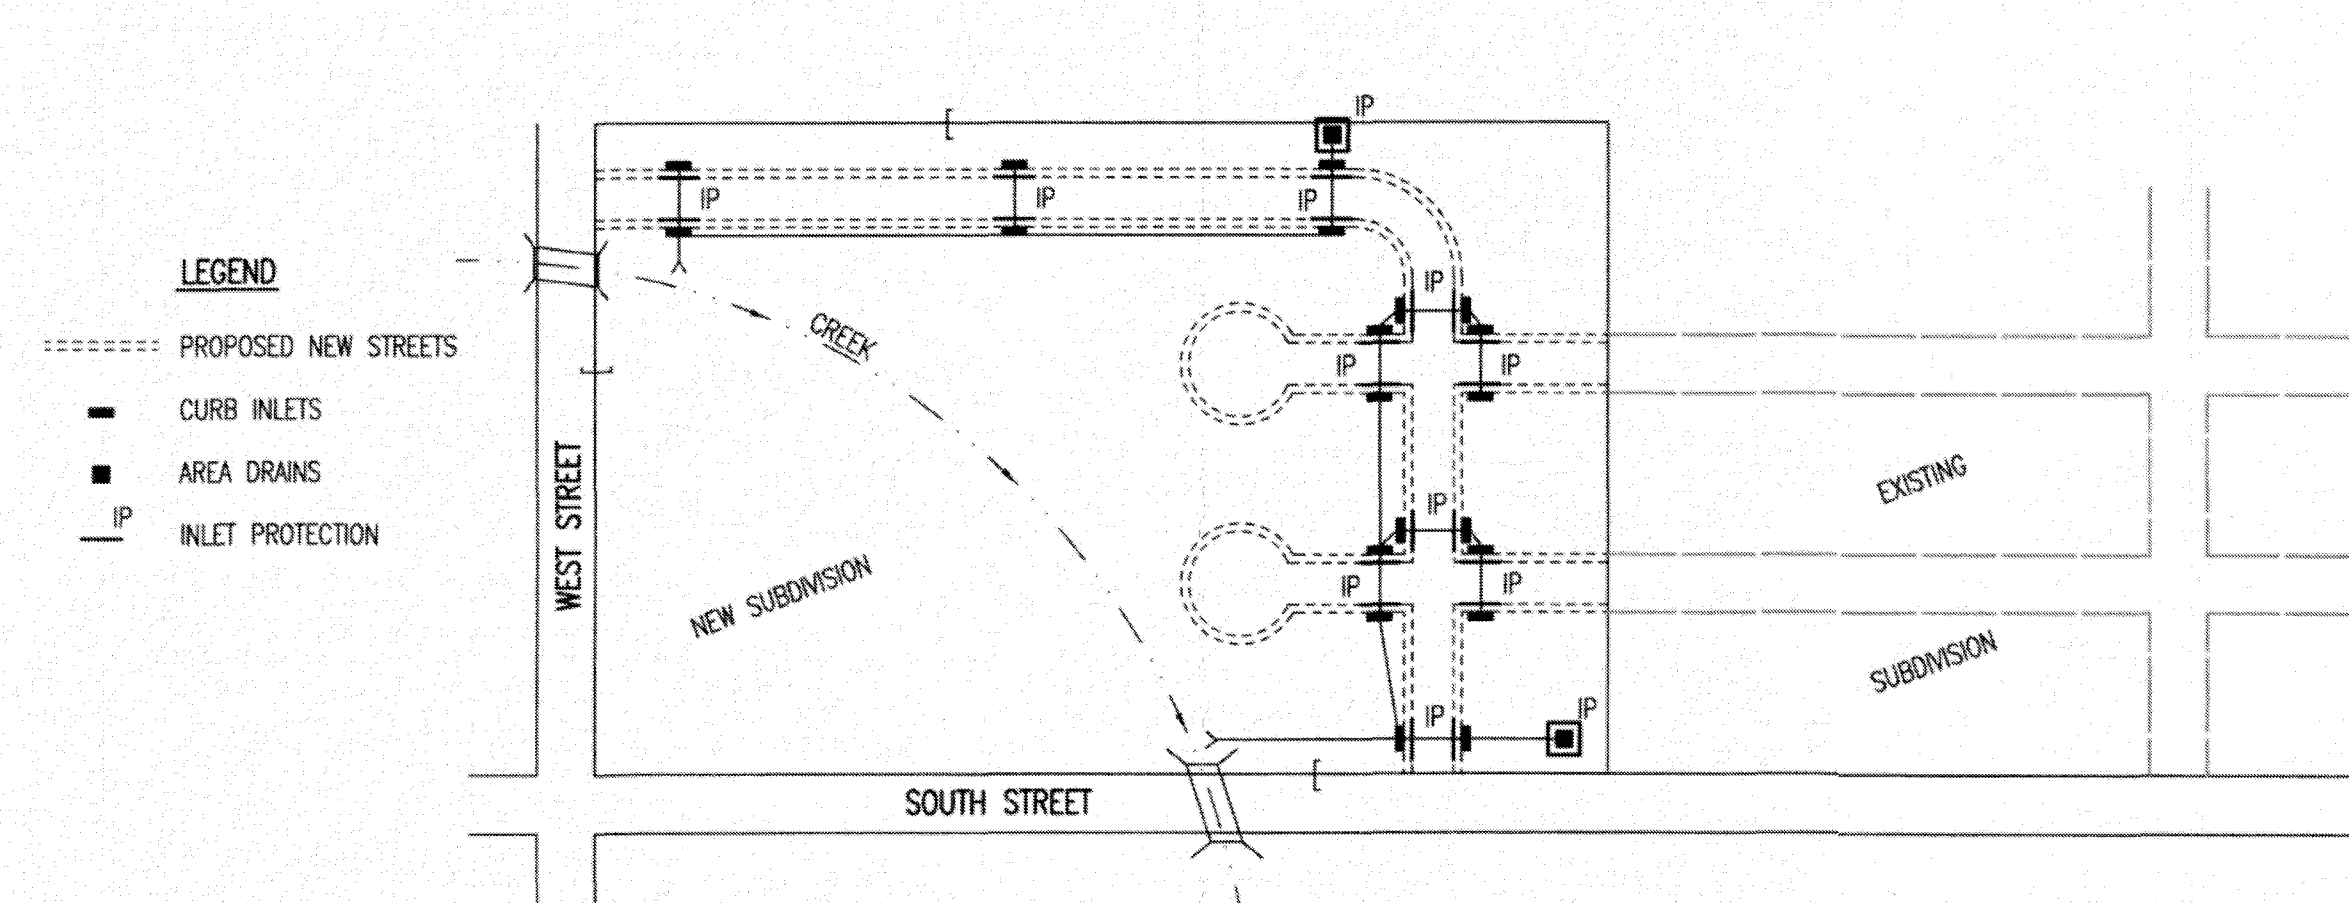 IP
IP
IP
IP
LEGEND
PROPOSED NEW STREETS
CURB INLETS
AREA DRAINS
IP
INLET PROTECTION
WEST STREET
CREEK
NEW SUBDIVISION
IP
IP
IP
IP
IP
IP
IP
IP
SOUTH STREET
EXISTING
SUBDIVISION